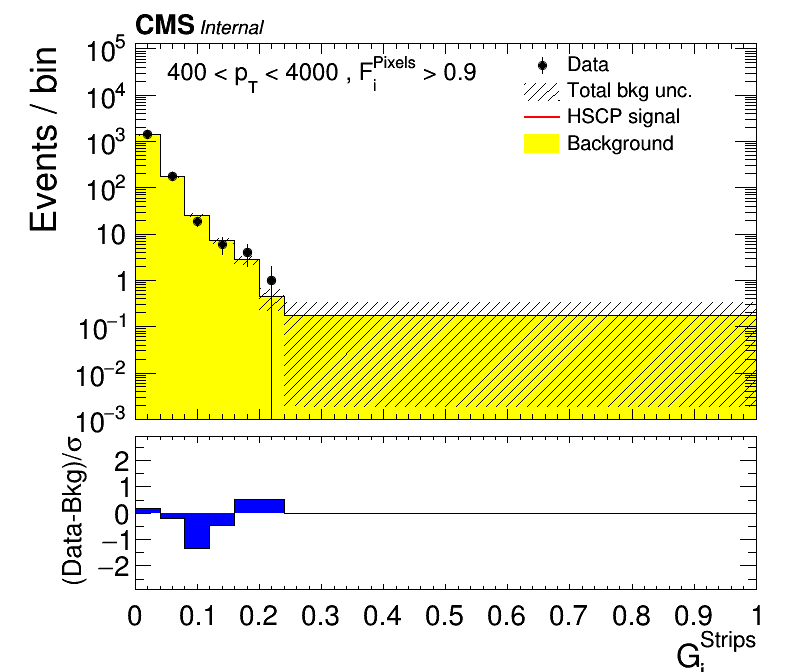 CMS Internal
400 < p_T < 4000 , F_i^Pixels > 0.9
Data
Total bkg unc.
HSCP signal
Background
Events / bin
10^5
10^4
10^3
10^2
10
1
10^−1
10^−2
10^−3
(Data-Bkg)/σ
2
1
0
−1
−2
0 0.1 0.2 0.3 0.4 0.5 0.6 0.7 0.8 0.9 1
G_i^Strips